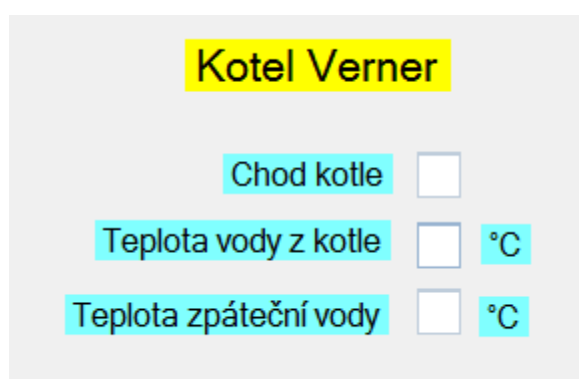 Kotel Verner
Chod kotle
Teplota vody z kotle °C
Teplota zpáteční vody °C